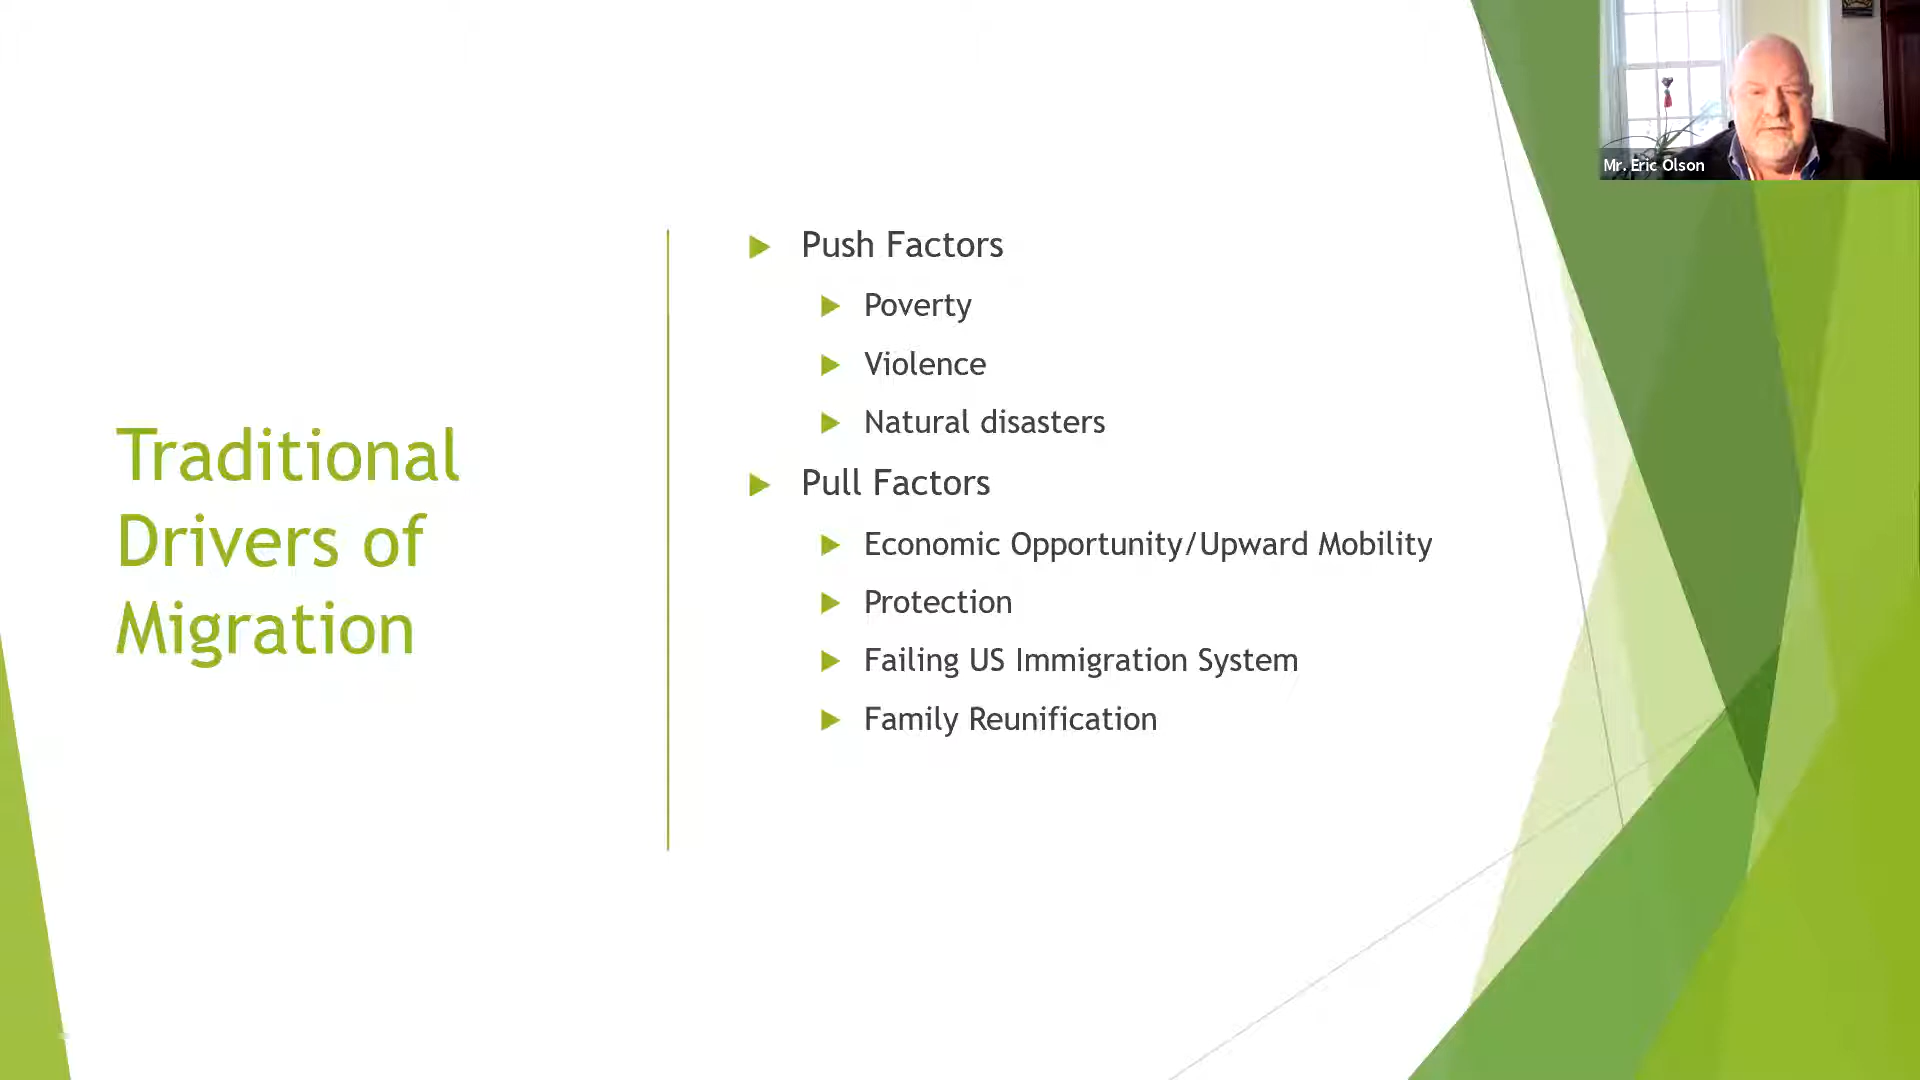 Mr. Eric Olson
Traditional
Drivers of
Migration
Push Factors
Poverty
Violence
Natural disasters
Pull Factors
Economic Opportunity/Upward Mobility
Protection
Failing US Immigration System
Family Reunification